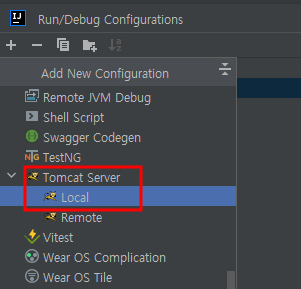 Run/Debug Configurations
Add New Configuration
Remote JVM Debug
Shell Script
Swagger Codegen
TestNG
Tomcat Server
Local
Remote
Vitest
Wear OS Complication
Wear OS Tile